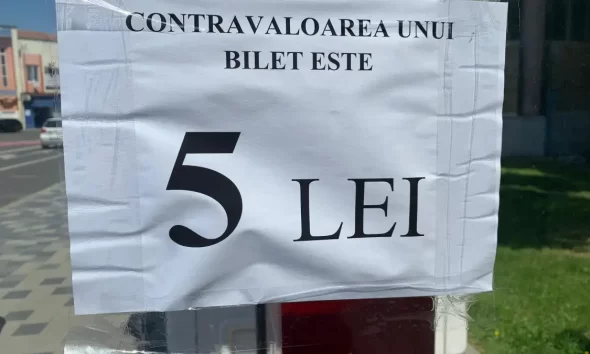 CONTRAVALOAREA UNUI
BILET ESTE
5 LEI